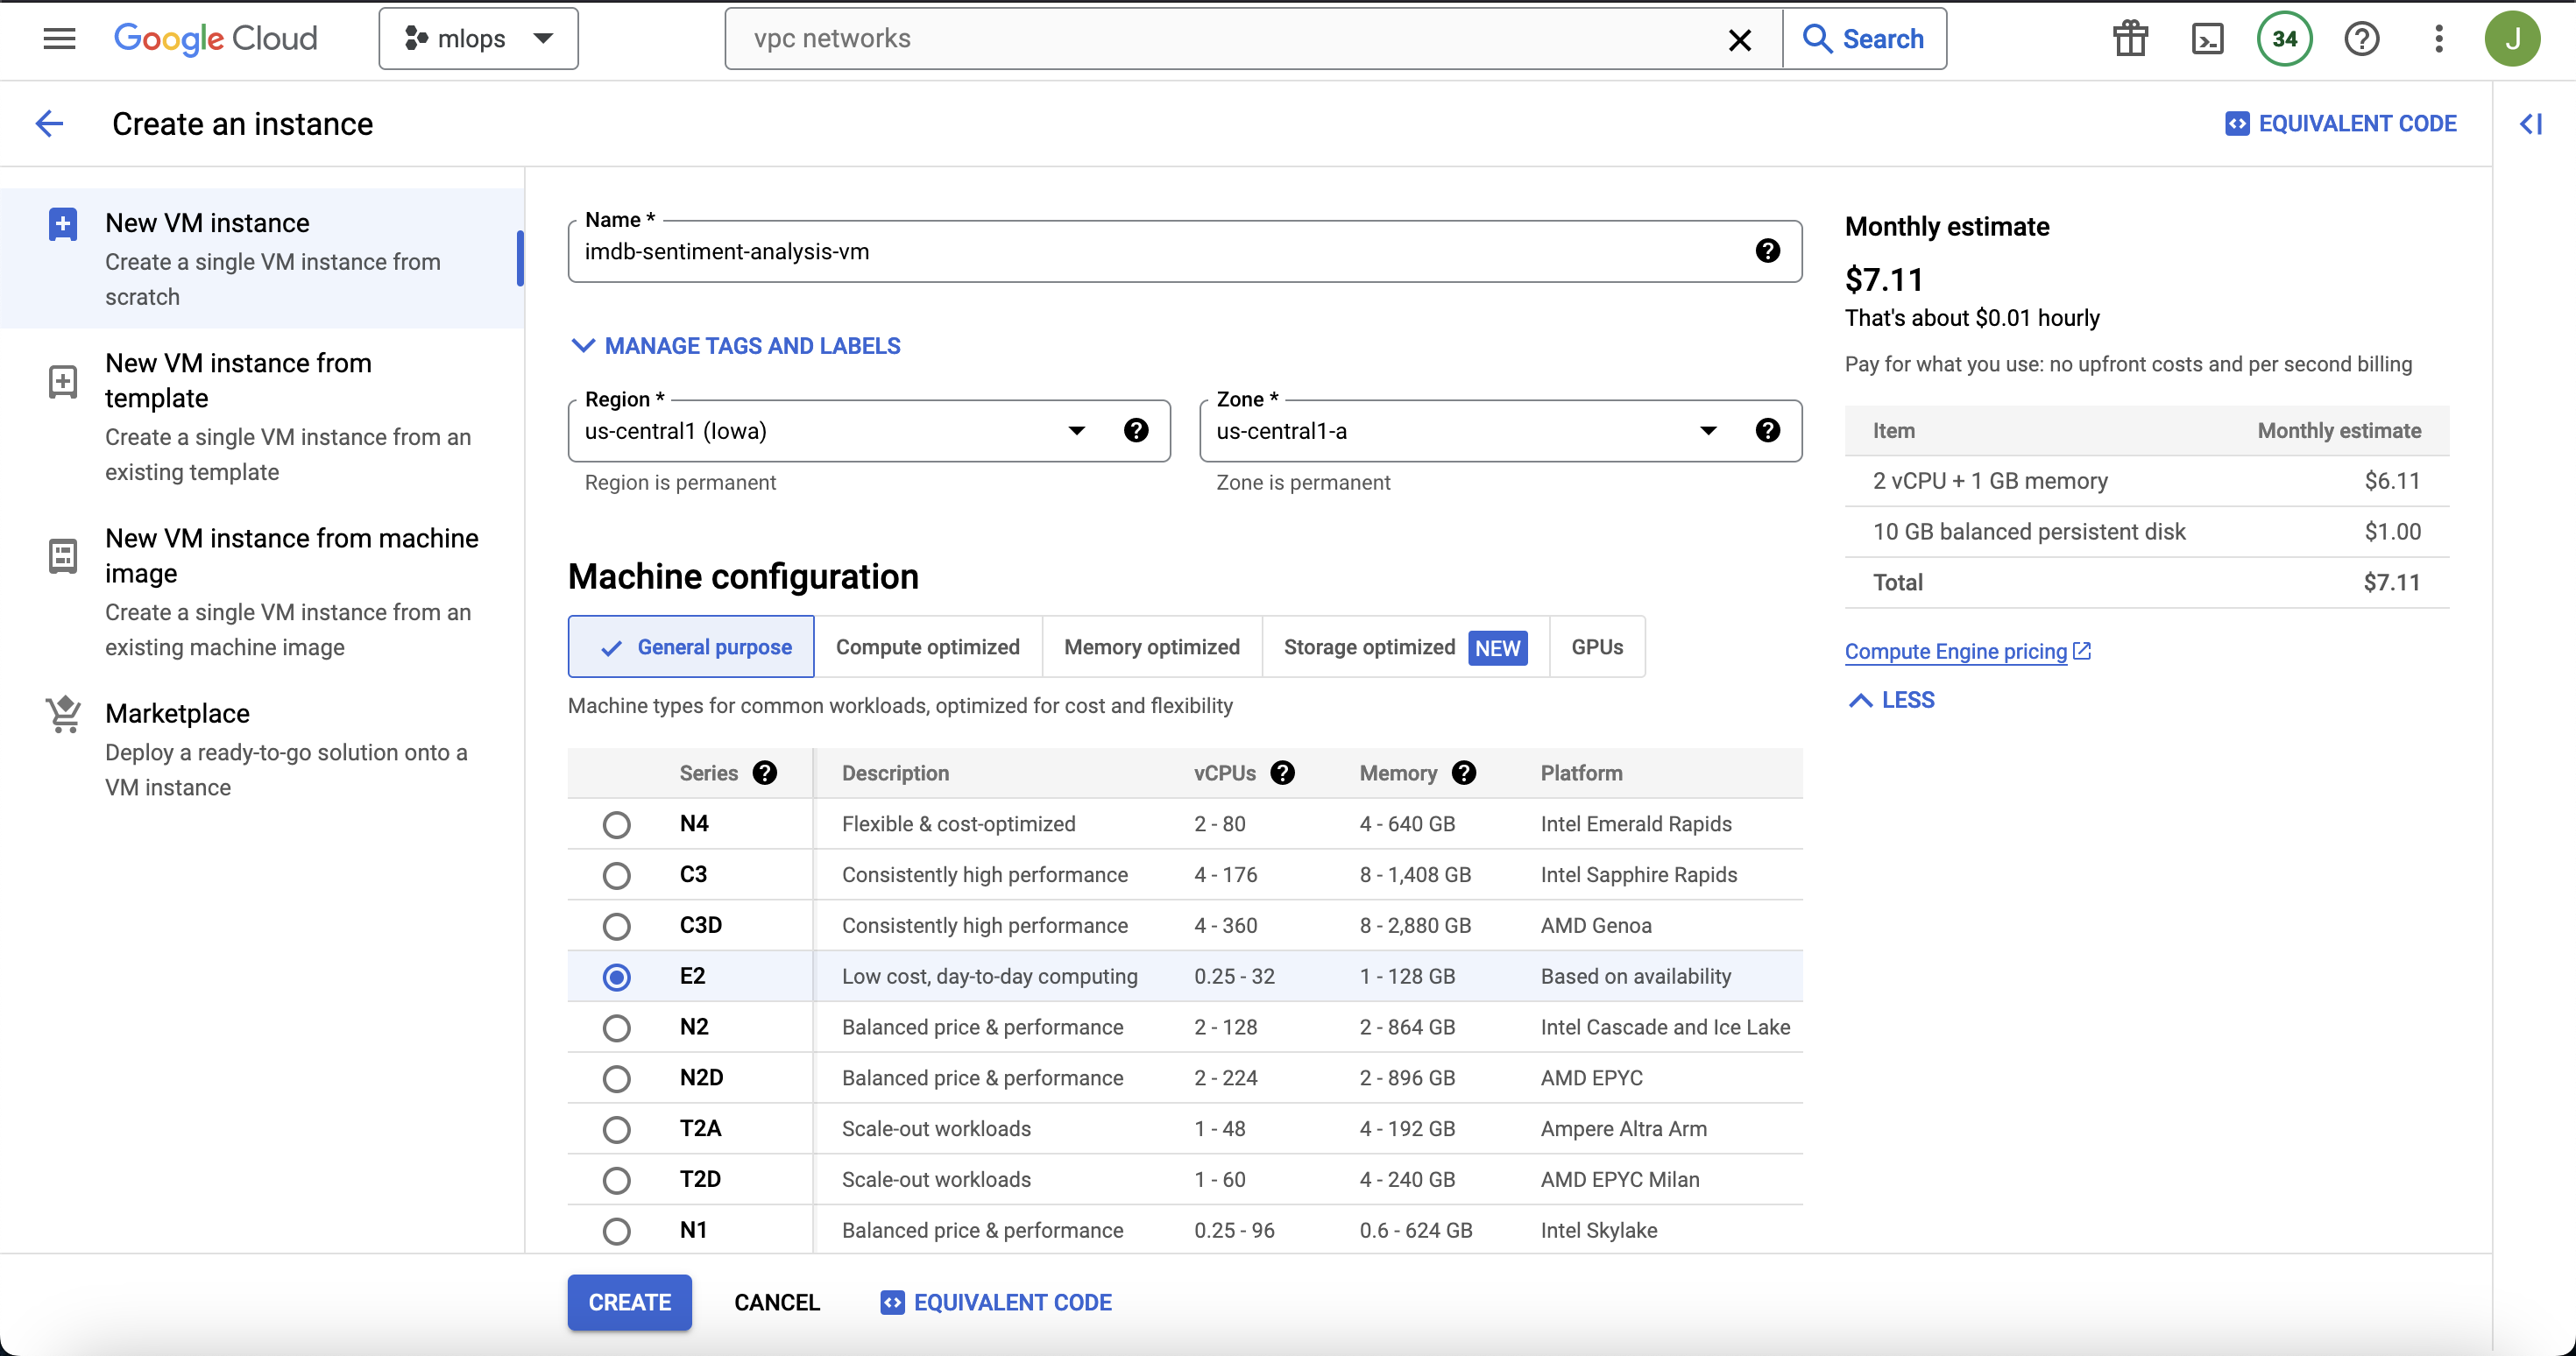 Google Cloud
mlops
vpc networks
Search
34
J
Create an instance
EQUIVALENT CODE
New VM instance
Create a single VM instance from
scratch
New VM instance from
template
Create a single VM instance from an
existing template
New VM instance from machine
image
Create a single VM instance from an
existing machine image
Marketplace
Deploy a ready-to-go solution onto a
VM instance
Name *
imdb-sentiment-analysis-vm
MANAGE TAGS AND LABELS
Region *
us-central1 (Iowa)
Region is permanent
Zone *
us-central1-a
Zone is permanent
Machine configuration
General purpose
Compute optimized
Memory optimized
Storage optimized NEW
GPUs
Machine types for common workloads, optimized for cost and flexibility
Series Description vCPUs Memory Platform
N4 Flexible & cost-optimized 2 - 80 4 - 640 GB Intel Emerald Rapids
C3 Consistently high performance 4 - 176 8 - 1,408 GB Intel Sapphire Rapids
C3D Consistently high performance 4 - 360 8 - 2,880 GB AMD Genoa
E2 Low cost, day-to-day computing 0.25 - 32 1 - 128 GB Based on availability
N2 Balanced price & performance 2 - 128 2 - 864 GB Intel Cascade and Ice Lake
N2D Balanced price & performance 2 - 224 2 - 896 GB AMD EPYC
T2A Scale-out workloads 1 - 48 4 - 192 GB Ampere Altra Arm
T2D Scale-out workloads 1 - 60 4 - 240 GB AMD EPYC Milan
N1 Balanced price & performance 0.25 - 96 0.6 - 624 GB Intel Skylake
CREATE
CANCEL
EQUIVALENT CODE
Monthly estimate
$7.11
That's about $0.01 hourly
Pay for what you use: no upfront costs and per second billing
Item Monthly estimate
2 vCPU + 1 GB memory $6.11
10 GB balanced persistent disk $1.00
Total $7.11
Compute Engine pricing
LESS